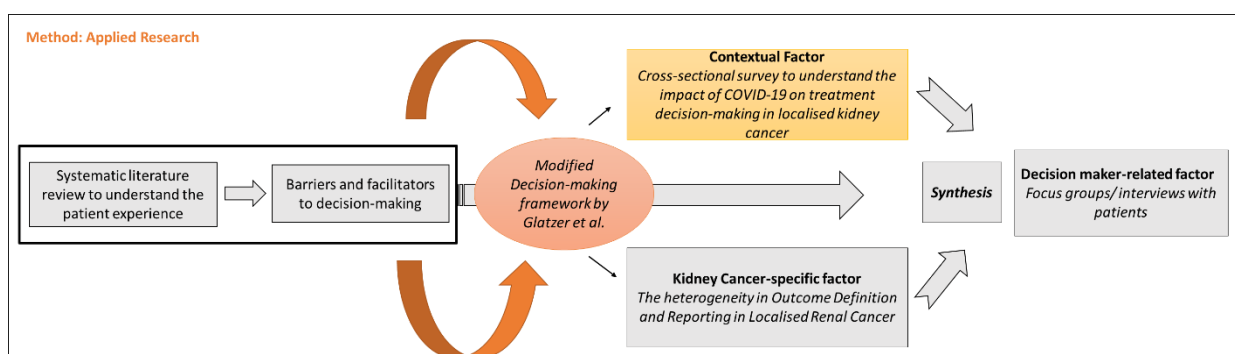 Method: Applied Research
Systematic literature
review to understand the
patient experience
Barriers and facilitators
to decision-making
Modified
Decision-making
framework by
Glatzer et al.
Contextual Factor
Cross-sectional survey to understand the
impact of COVID-19 on treatment
decision-making in localised kidney
cancer
Kidney Cancer-specific factor
The heterogeneity in Outcome Definition
and Reporting in Localised Renal Cancer
Synthesis
Decision maker-related factor
Focus groups/ interviews with
patients